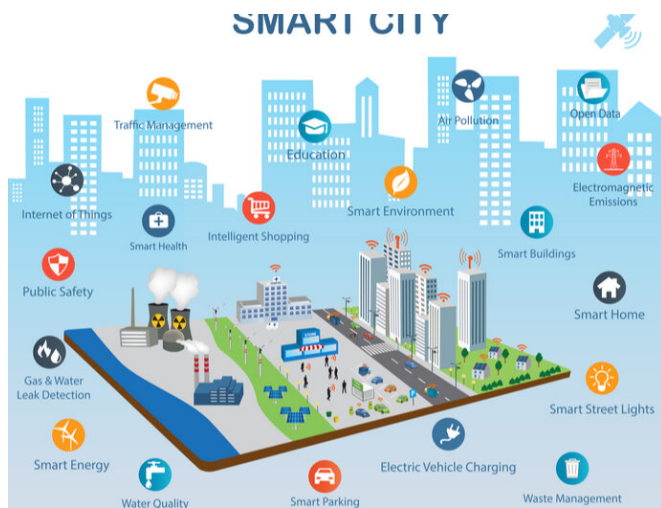 SMART CITY
Traffic Management
Education
Air Pollution
Open Data
Internet of Things
Smart Health
Intelligent Shopping
Smart Environment
Electromagnetic
Emissions
Smart Buildings
Public Safety
Smart Home
Gas & Water
Leak Detection
Smart Street Lights
Smart Energy
Water Quality
Smart Parking
Electric Vehicle Charging
Waste Management